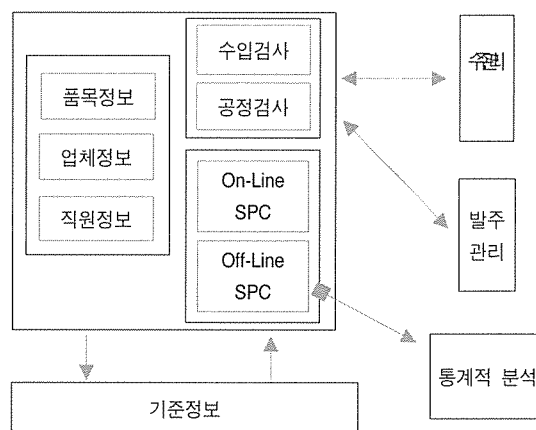 품목정보
업체정보
직원정보
수입검사
공정검사
On-Line
SPC
Off-Line
SPC
발주
관리
통계적 분석
기준정보